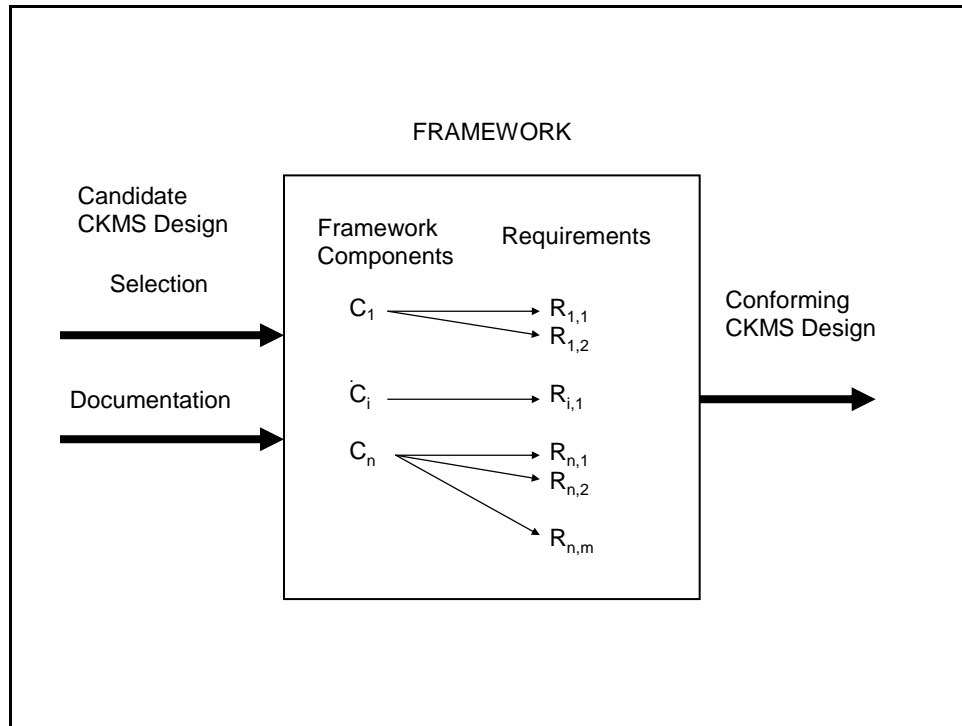 FRAMEWORK
Candidate
CKMS Design
Selection
Documentation
Framework
Components
Requirements
C1
R1,1
R1,2
Ci
Ri,1
Cn
Rn,1
Rn,2
Rn,m
Conforming
CKMS Design